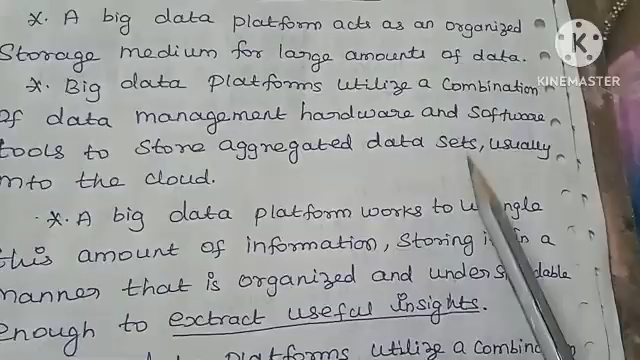 *. A big data platform acts as an organized
Storage medium for large amounts of data.
*. Big data Platforms utilize a Combination
of data management hardware and Software
tools to Store aggregated data sets, usually
onto the cloud.
*. A big data platform works to
this amount of information, Storing in a
manner that is organized and
enough to extract useful Insights.
Platforms utilize a Combin
KINEMASTER